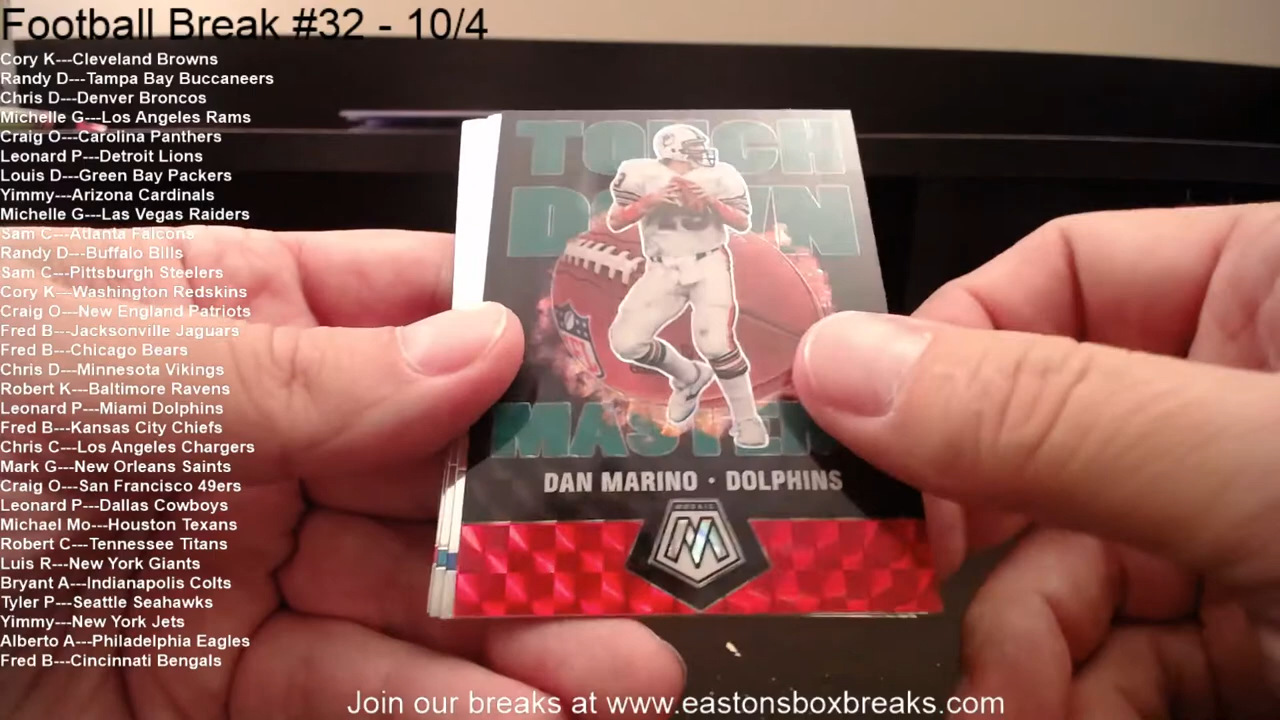 Football Break #32 - 10/4
Cory K---Cleveland Browns
Randy D---Tampa Bay Buccaneers
Chris D---Denver Broncos
Michelle G---Los Angeles Rams
Craig O---Carolina Panthers
Leonard P---Detroit Lions
Louis D---Green Bay Packers
Yimmy---Arizona Cardinals
Michelle G---Las Vegas Raiders
Sam C---Atlanta Falcons
Randy D---Buffalo Bills
Sam C---Pittsburgh Steelers
Cory K---Washington Redskins
Craig O---New England Patriots
Fred B---Jacksonville Jaguars
Fred B---Chicago Bears
Chris D---Minnesota Vikings
Robert K---Baltimore Ravens
Leonard P---Miami Dolphins
Fred B---Kansas City Chiefs
Chris C---Los Angeles Chargers
Mark G---New Orleans Saints
Craig O---San Francisco 49ers
Leonard P---Dallas Cowboys
Michael Mo---Houston Texans
Robert C---Tennessee Titans
Luis R---New York Giants
Bryant A---Indianapolis Colts
Tyler P---Seattle Seahawks
Yimmy---New York Jets
Alberto A---Philadelphia Eagles
Fred B---Cincinnati Bengals
TOUCH
DOWN
MASTER
DAN MARINO · DOLPHINS
MOSAIC
M
NFL
13
Join our breaks at www.eastonsboxbreaks.com